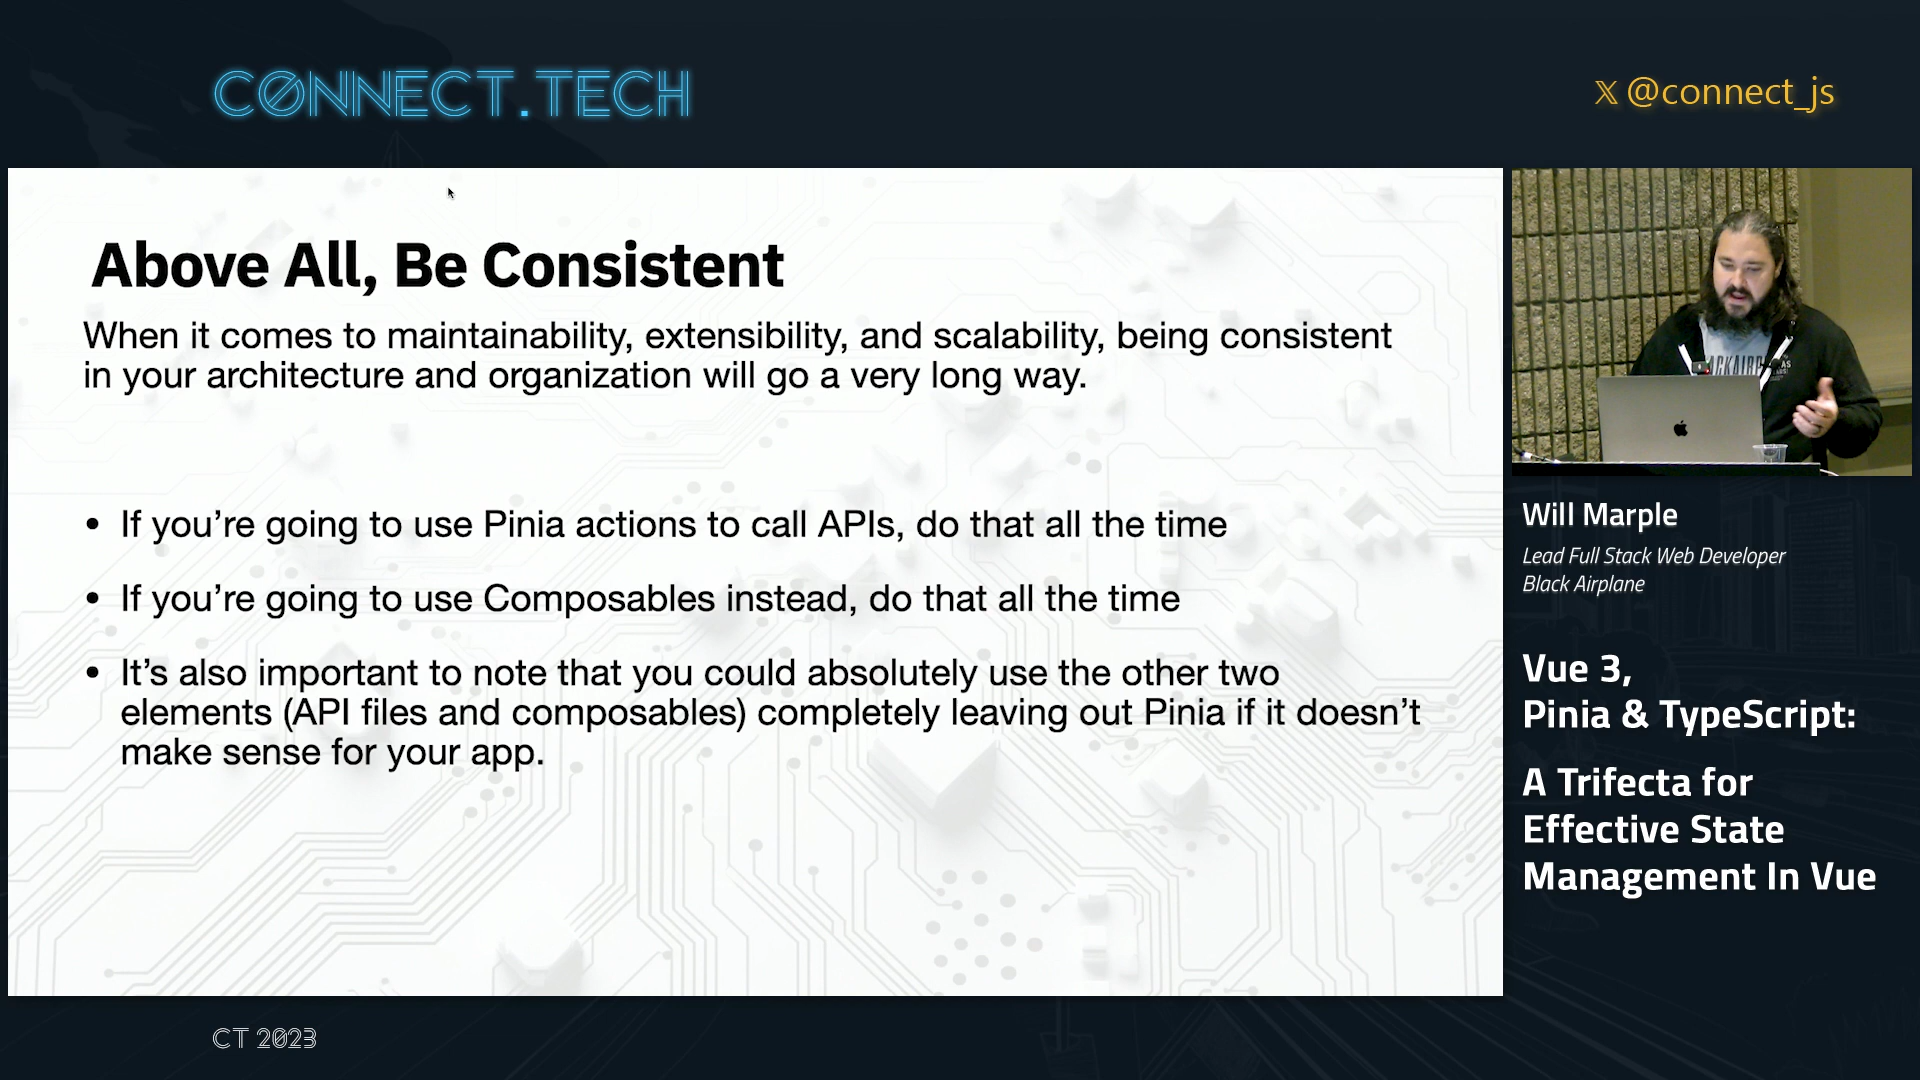 CONNECT.TECH
𝕏 @connect_js
Above All, Be Consistent
When it comes to maintainability, extensibility, and scalability, being consistent
in your architecture and organization will go a very long way.
• If you’re going to use Pinia actions to call APIs, do that all the time
• If you’re going to use Composables instead, do that all the time
• It’s also important to note that you could absolutely use the other two
elements (API files and composables) completely leaving out Pinia if it doesn’t
make sense for your app.
Will Marple
Lead Full Stack Web Developer
Black Airplane
Vue 3,
Pinia & TypeScript:
A Trifecta for
Effective State
Management In Vue
CT 2023